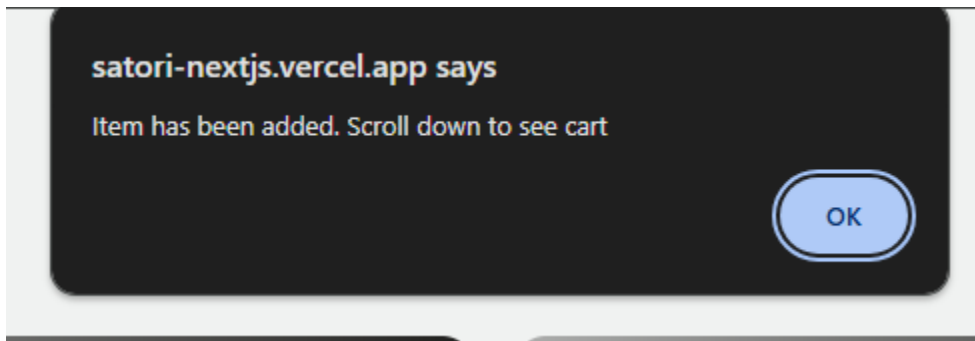 satori-nextjs.vercel.app says
Item has been added. Scroll down to see cart
OK